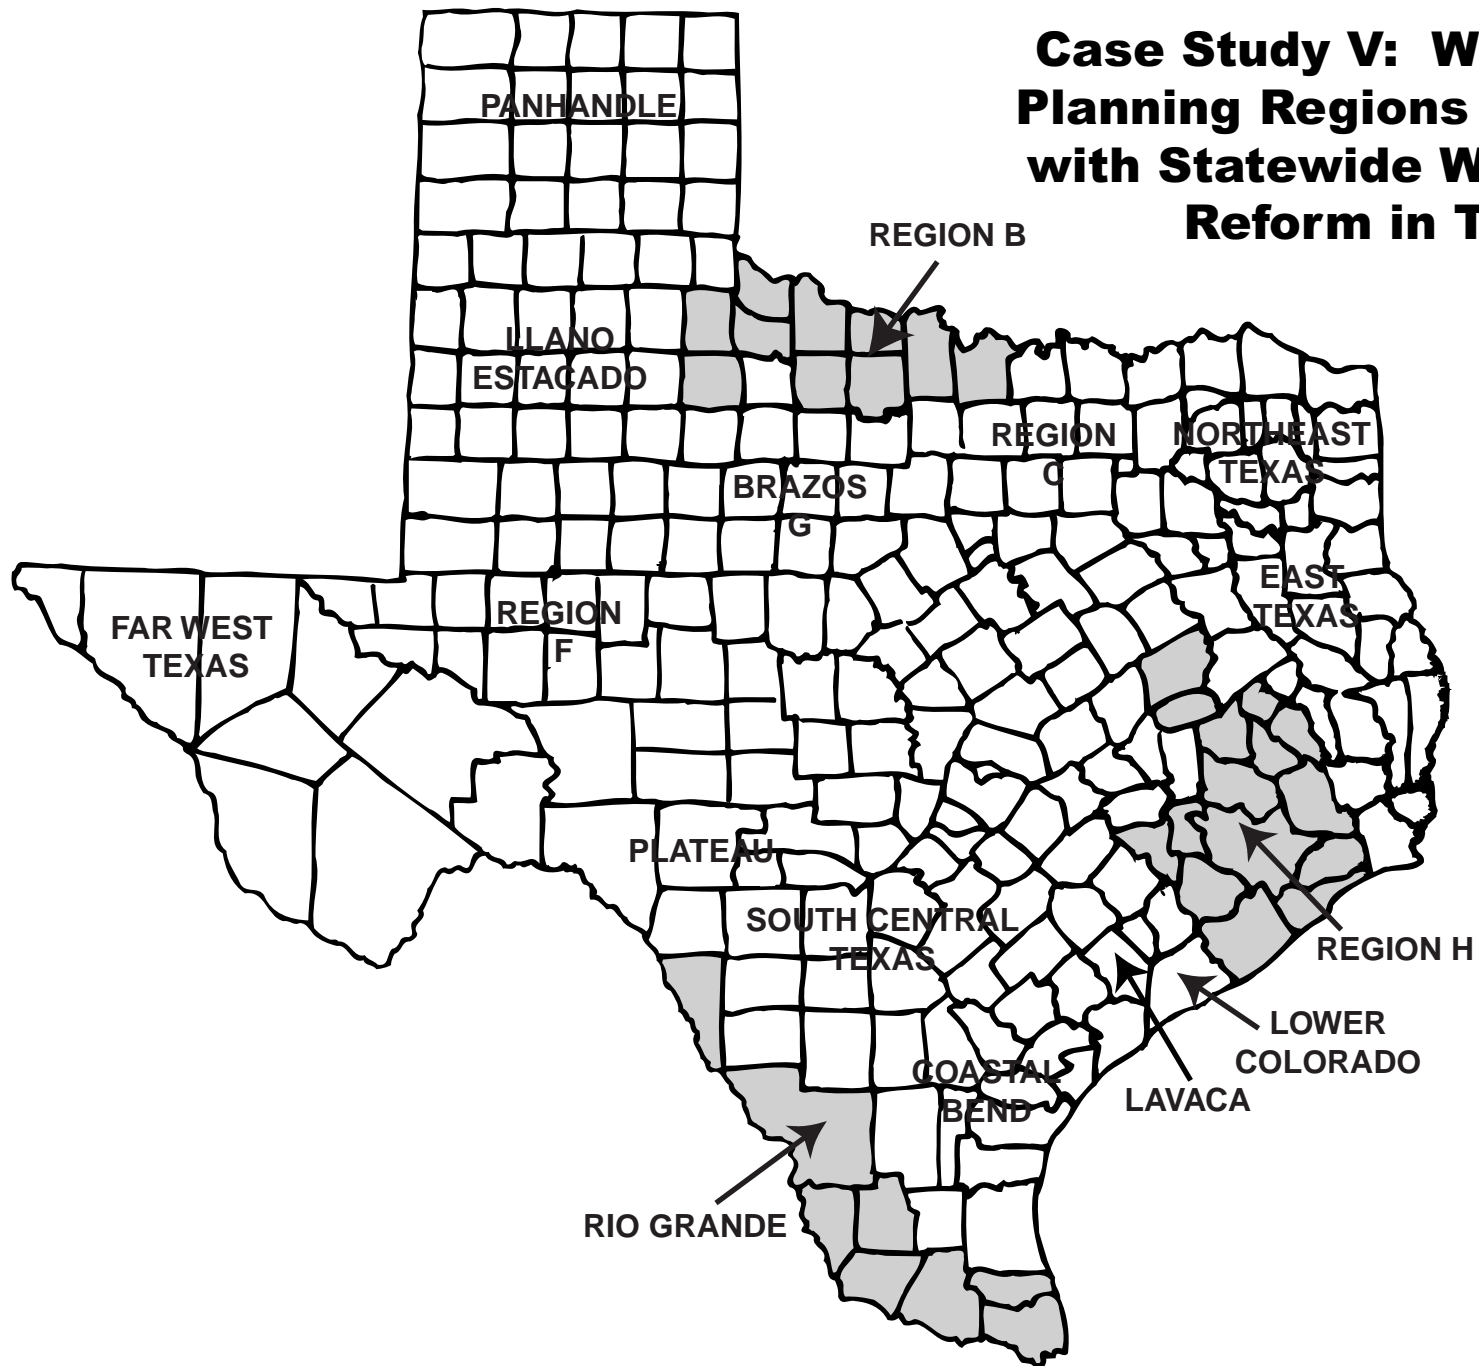 Case Study V: W
Planning Regions
with Statewide W
Reform in T
PANHANDLE
REGION B
LLANO
ESTACADO
REGION
C
NORTHEAST
TEXAS
BRAZOS
G
EAST
TEXAS
FAR WEST
TEXAS
REGION
F
PLATEAU
SOUTH CENTRAL
TEXAS
REGION H
LOWER
COLORADO
LAVACA
COASTAL
BEND
RIO GRANDE